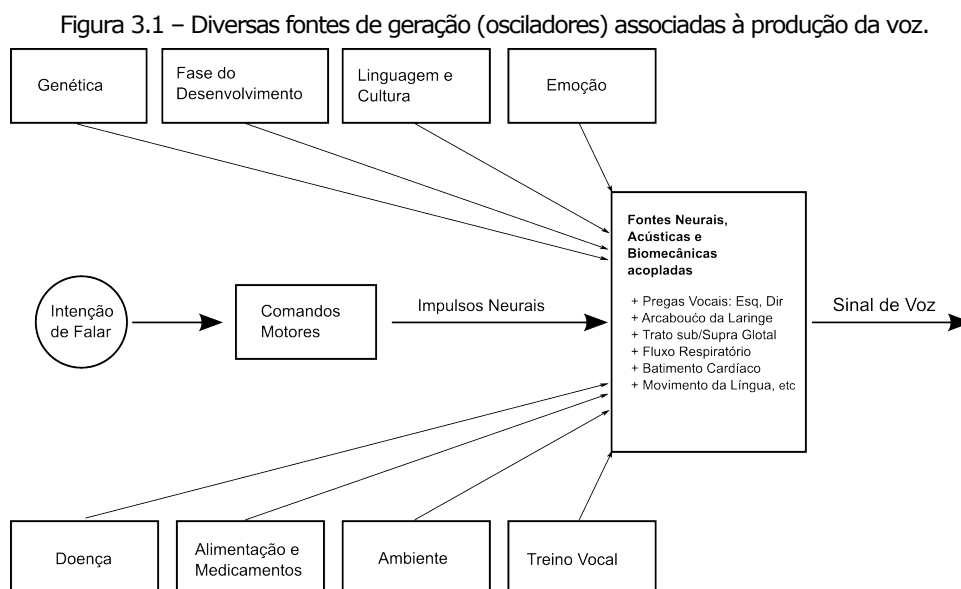 Figura 3.1 – Diversas fontes de geração (osciladores) associadas à produção da voz.
Genética
Fase do
Desenvolvimento
Linguagem e
Cultura
Emoção
Fontes Neurais,
Acústicas e
Biomecânicas
acopladas
+ Pregas Vocais: Esq, Dir
+ Arcaboućo da Laringe
+ Trato sub/Supra Glotal
+ Fluxo Respiratório
+ Batimento Cardíaco
+ Movimento da Língua, etc
Intenção
de Falar
Comandos
Motores
Impulsos Neurais
Sinal de Voz
Doença
Alimentação e
Medicamentos
Ambiente
Treino Vocal